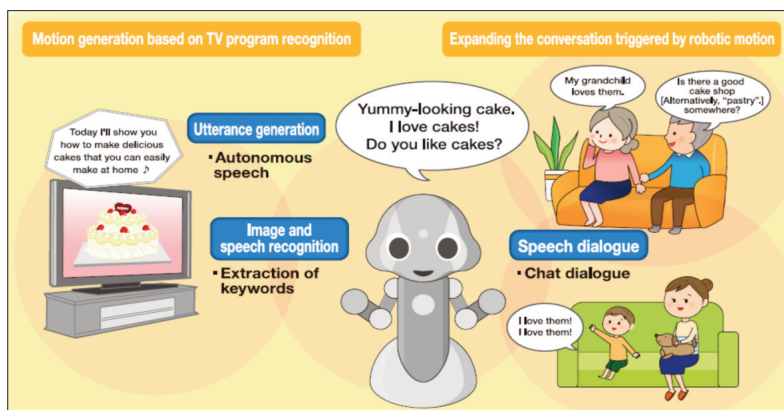 Motion generation based on TV program recognition
Expanding the conversation triggered by robotic motion
Today I'll show you
how to make delicious
cakes that you can easily
make at home ♪
Utterance generation
▪ Autonomous
speech
Image and
speech recognition
▪ Extraction of
keywords
Yummy-looking cake.
I love cakes!
Do you like cakes?
My grandchild
loves them.
Is there a good
cake shop
[Alternatively, “pastry”.]
somewhere?
Speech dialogue
▪ Chat dialogue
I love them!
I love them!